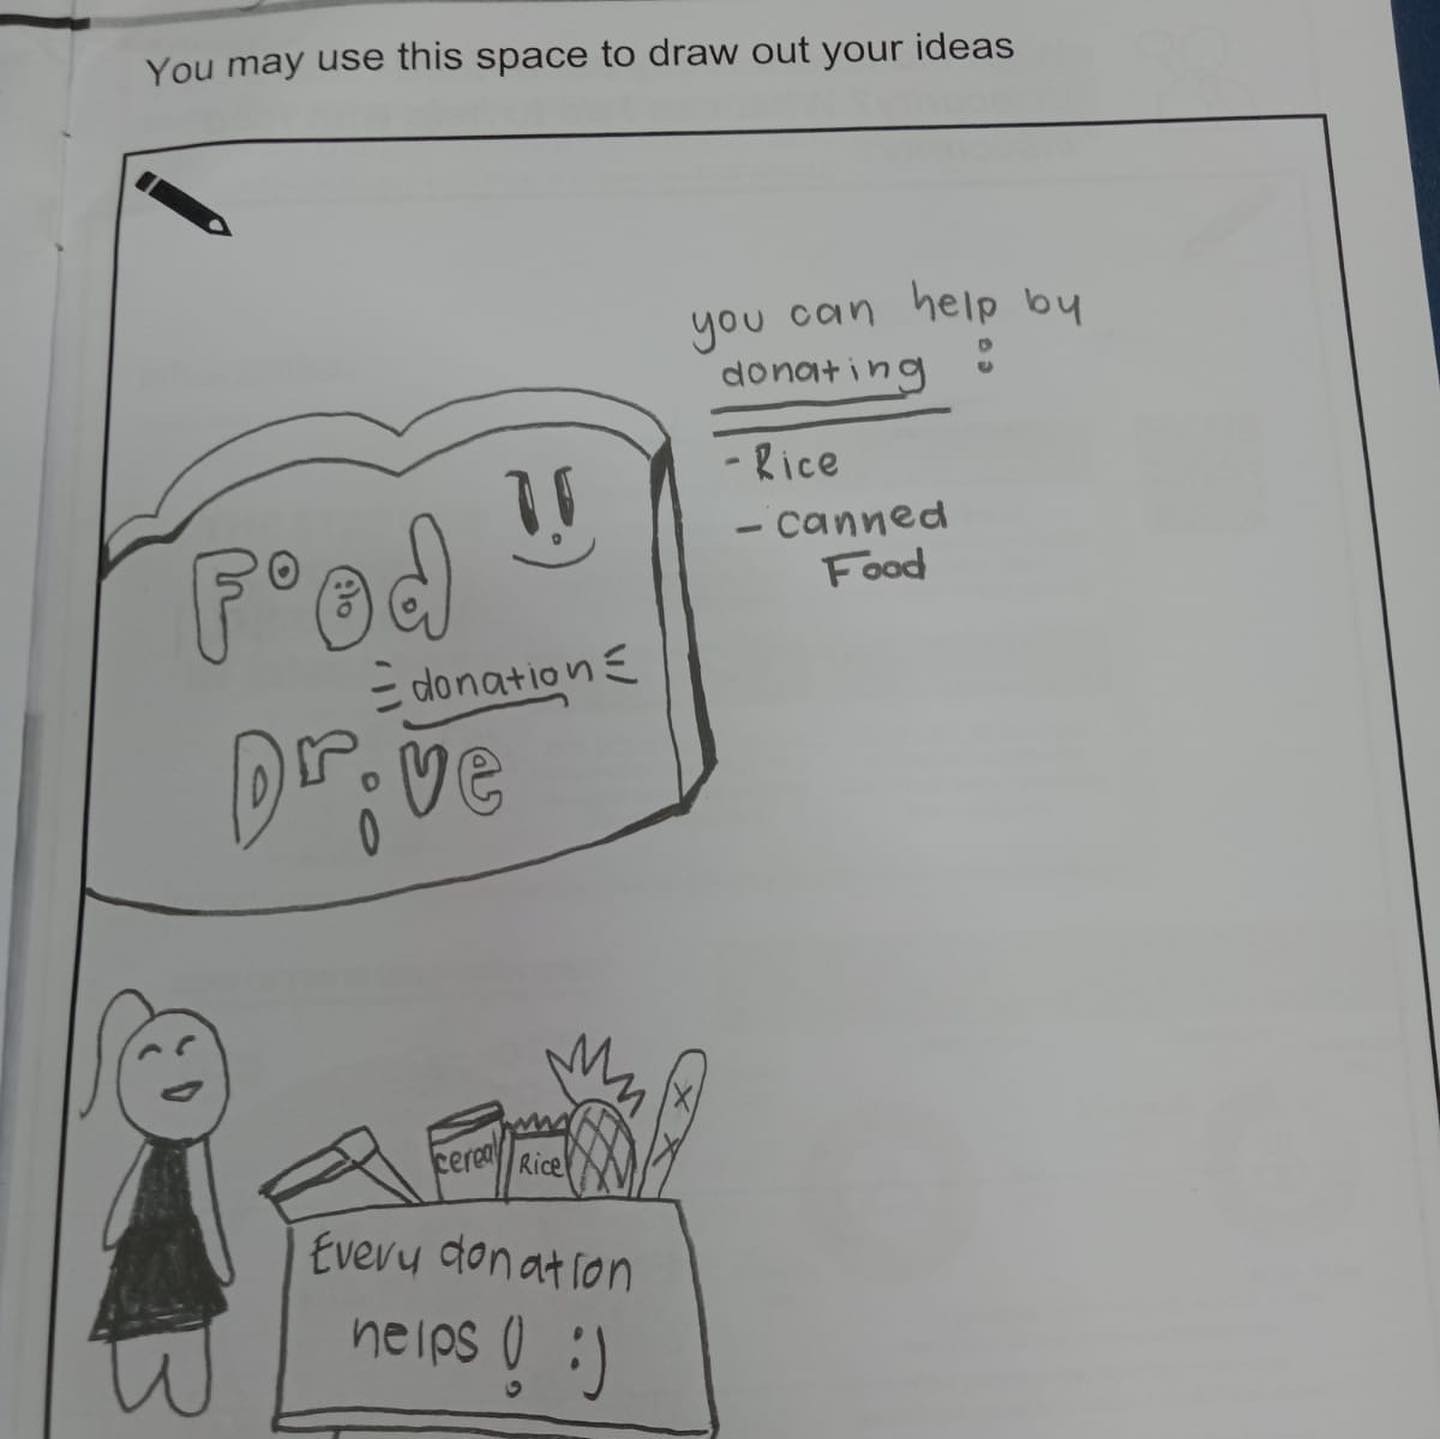 You may use this space to draw out your ideas
you can help by
donating :
- Rice
- canned
Food
Food
donation
Drive
cereal
Rice
Every donation
helps! :)